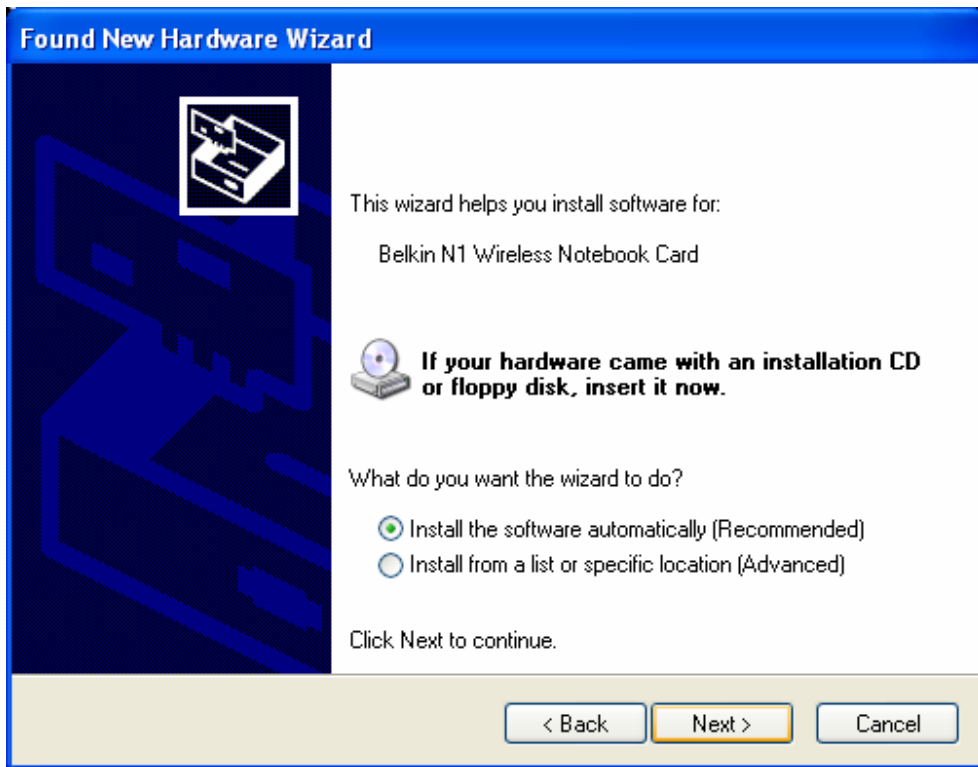 Found New Hardware Wizard
This wizard helps you install software for:
Belkin N1 Wireless Notebook Card
If your hardware came with an installation CD
or floppy disk, insert it now.
What do you want the wizard to do?
Install the software automatically (Recommended)
Install from a list or specific location (Advanced)
Click Next to continue.
< Back Next > Cancel